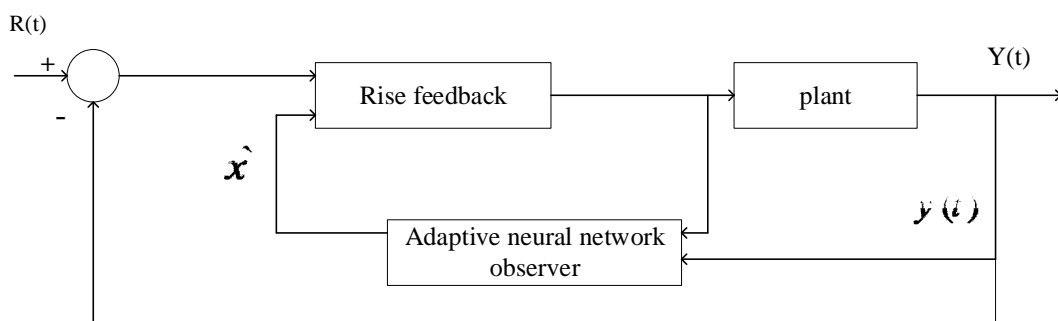 R(t)
+
-
Rise feedback
plant
Y(t)
x̂
y(t)
Adaptive neural network
observer